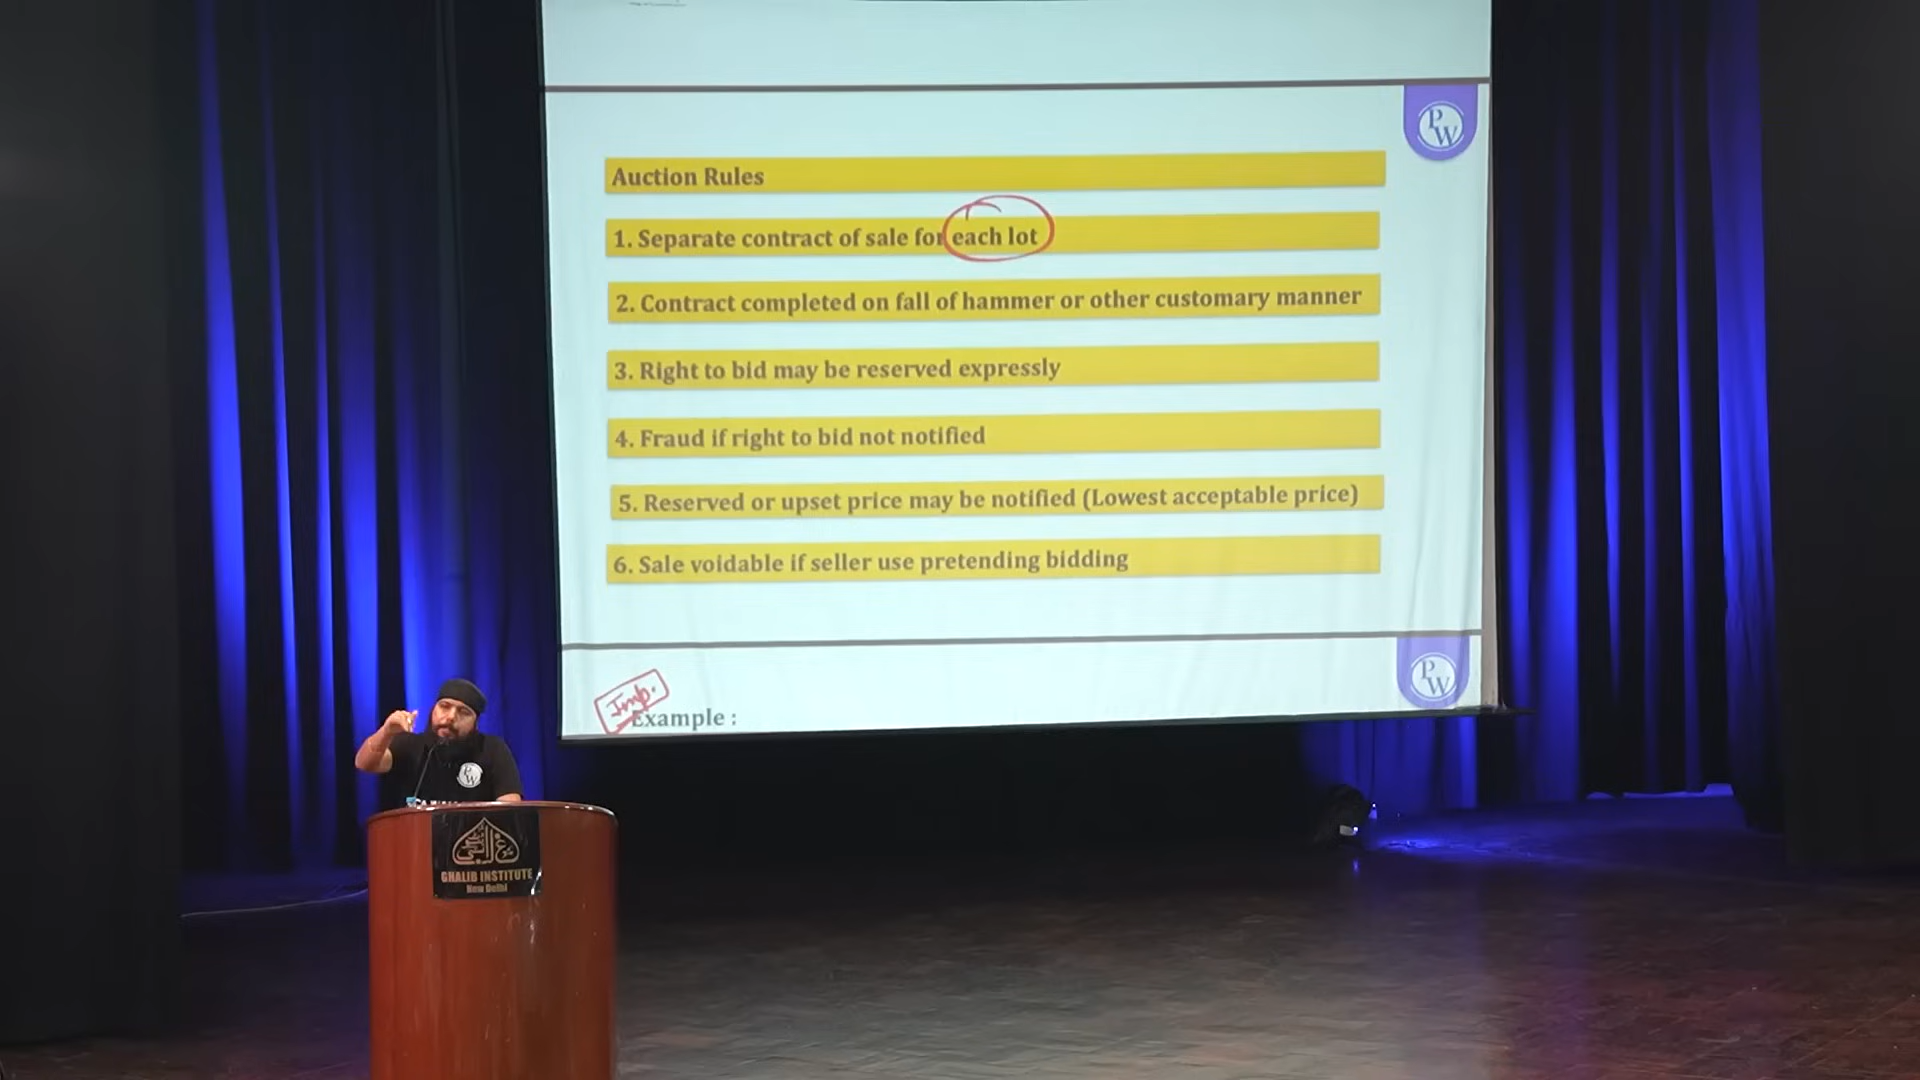 PW
Auction Rules
1. Separate contract of sale for each lot
2. Contract completed on fall of hammer or other customary manner
3. Right to bid may be reserved expressly
4. Fraud if right to bid not notified
5. Reserved or upset price may be notified (Lowest acceptable price)
6. Sale voidable if seller use pretending bidding
PW
Imp.
Example :
PW
GHALIB INSTITUTE
New Delhi